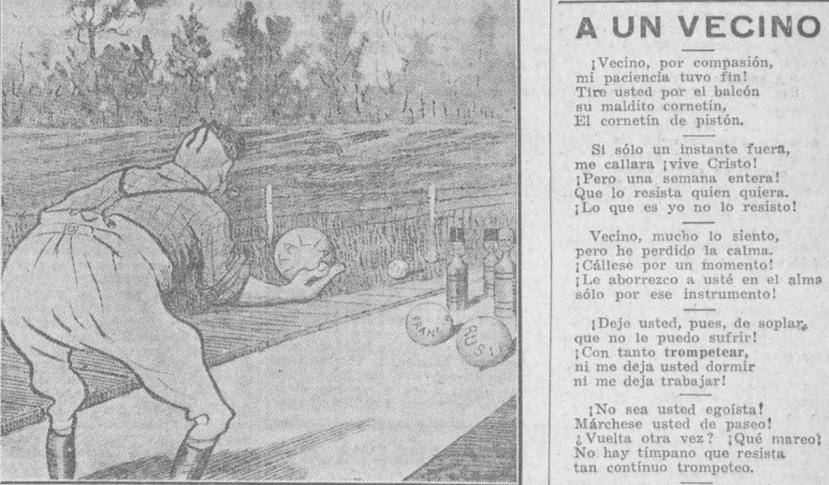 FRANC
RUSI
A UN VECINO
¡Vecino, por compasión,
mi paciencia tuvo fin!
Tire usted por el balcón
su maldito cornetín,
El cornetín de pistón.
Si sólo un instante fuera,
me callara ¡vive Cristo!
¡Pero una semana entera!
Que lo resista quien quiera.
¡Lo que es yo no lo resisto!
Vecino, mucho lo siento,
pero he perdido la calma.
¡Cállese por un momento!
¡Le aborrezco a usté en el alma
sólo por ese instrumento!
¡Deje usted, pues, de soplar,
que no le puedo sufrir!
¡Con tanto trompetear,
ni me deja usted dormir
ni me deja trabajar!
¡No sea usted egoísta!
Márchese usted de paseo!
¿Vuelta otra vez? ¡Qué mareo!
No hay tímpano que resista
tan contínuo trompeteo.